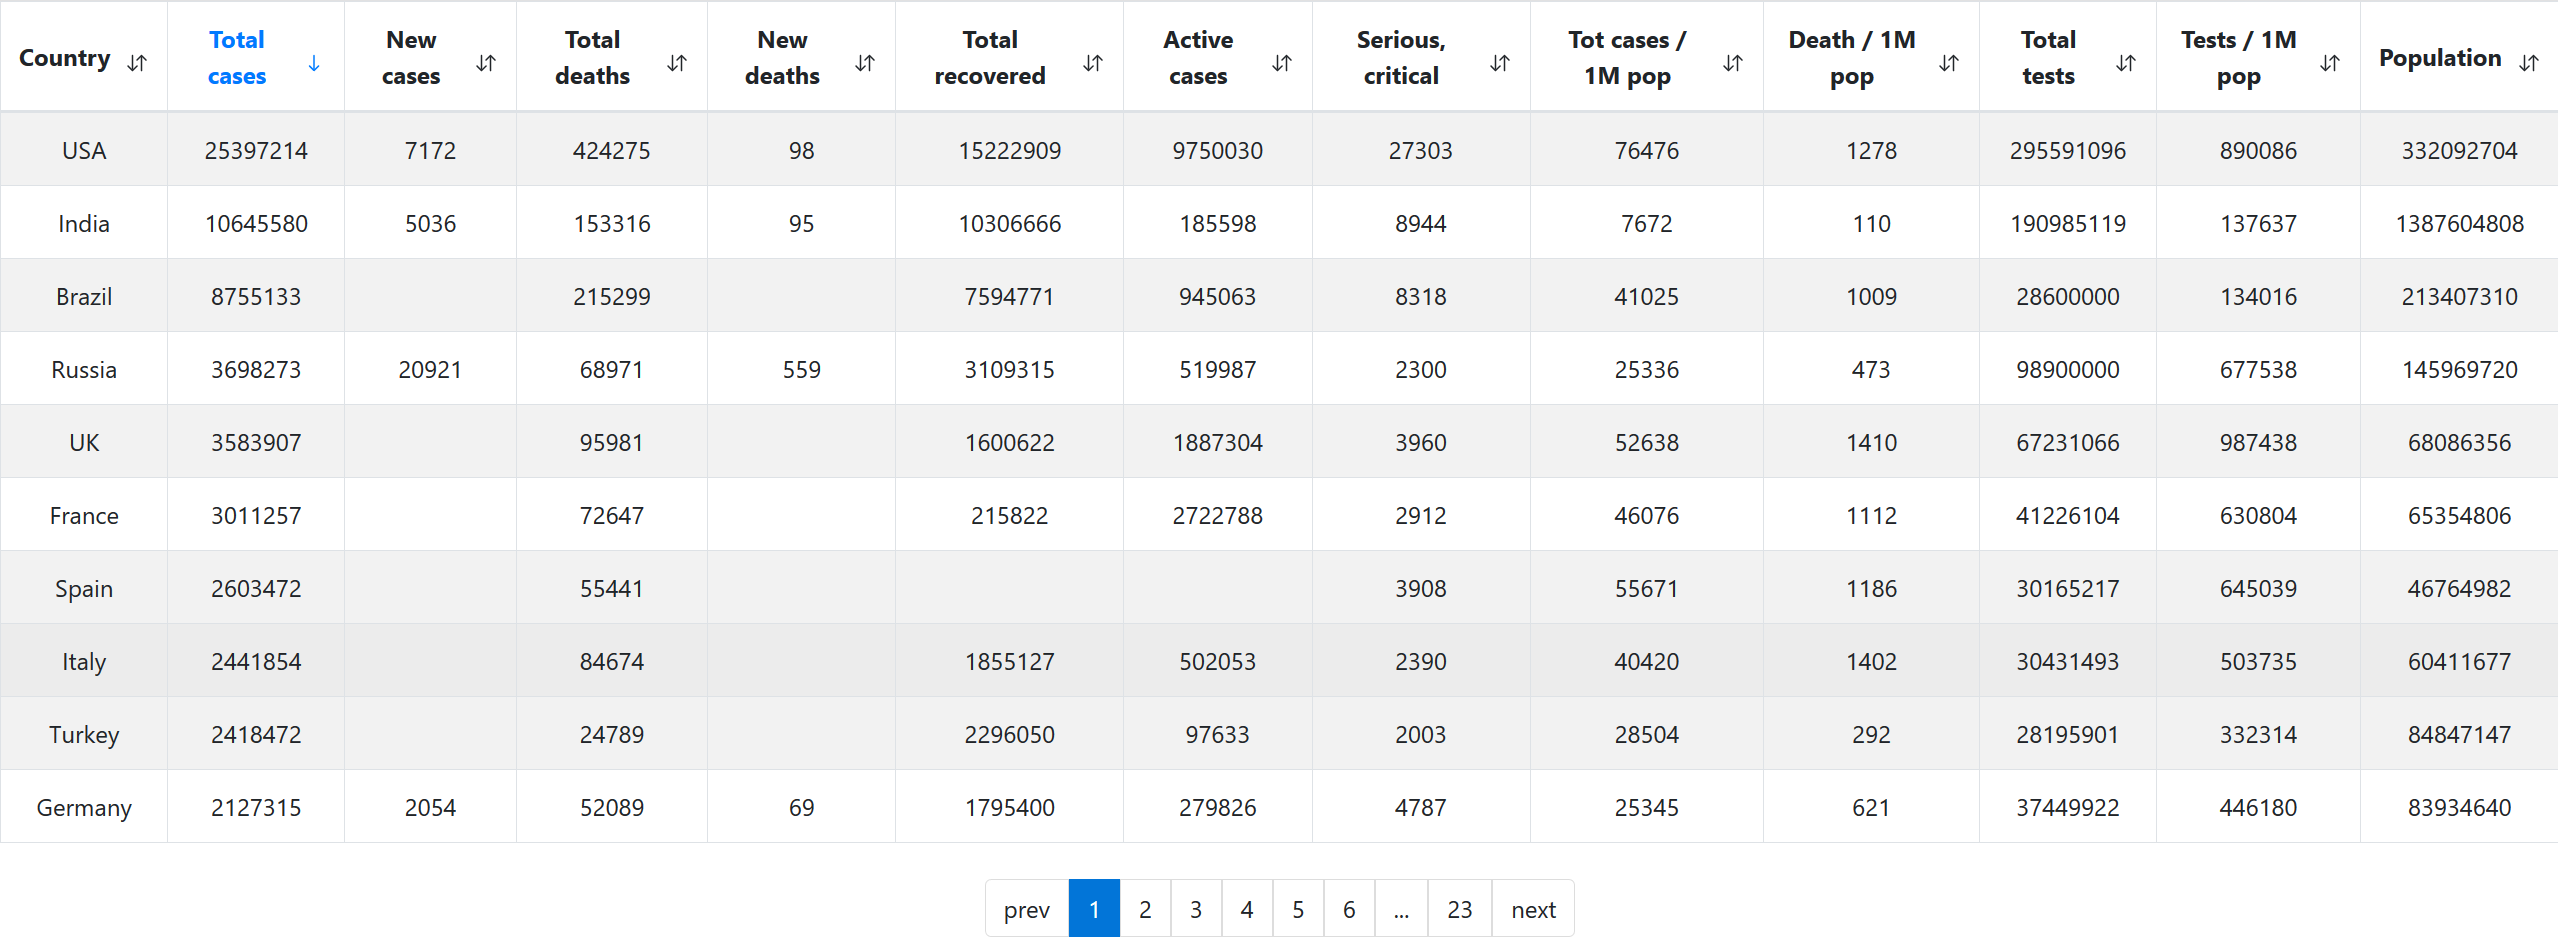 Country Total cases New cases Total deaths New deaths Total recovered Active cases Serious, critical Tot cases / 1M pop Death / 1M pop Total tests Tests / 1M pop Population
USA 25397214 7172 424275 98 15222909 9750030 27303 76476 1278 295591096 890086 332092704
India 10645580 5036 153316 95 10306666 185598 8944 7672 110 190985119 137637 1387604808
Brazil 8755133 215299 7594771 945063 8318 41025 1009 28600000 134016 213407310
Russia 3698273 20921 68971 559 3109315 519987 2300 25336 473 98900000 677538 145969720
UK 3583907 95981 1600622 1887304 3960 52638 1410 67231066 987438 68086356
France 3011257 72647 215822 2722788 2912 46076 1112 41226104 630804 65354806
Spain 2603472 55441 3908 55671 1186 30165217 645039 46764982
Italy 2441854 84674 1855127 502053 2390 40420 1402 30431493 503735 60411677
Turkey 2418472 24789 2296050 97633 2003 28504 292 28195901 332314 84847147
Germany 2127315 2054 52089 69 1795400 279826 4787 25345 621 37449922 446180 83934640
prev 1 2 3 4 5 6 ... 23 next